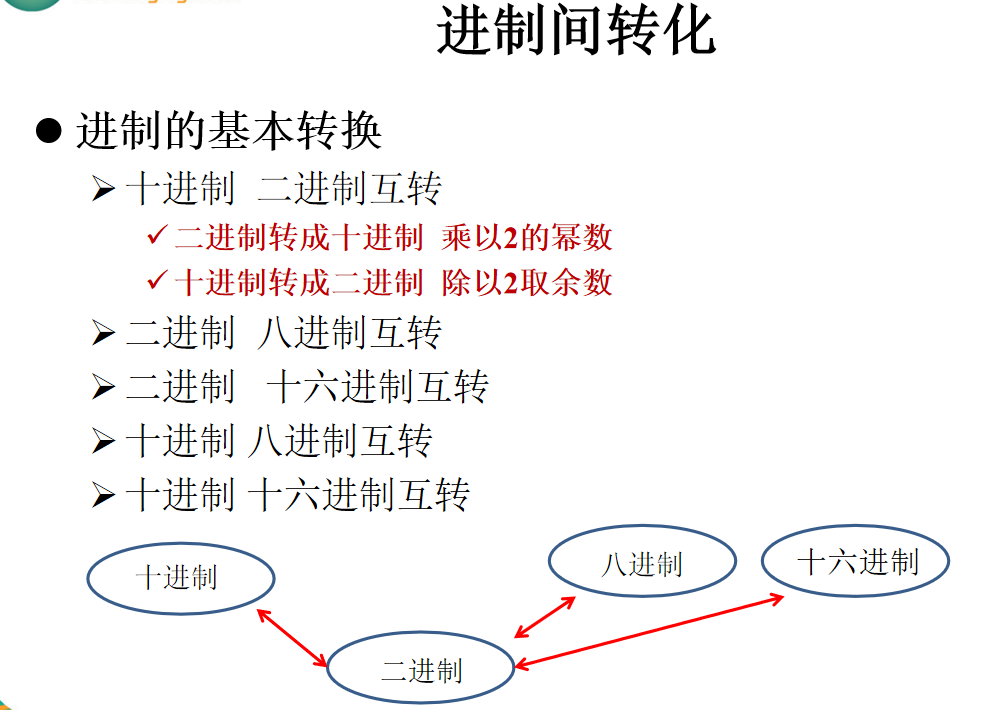 进制间转化
进制的基本转换
十进制 二进制互转
二进制转成十进制 乘以2的幂数
十进制转成二进制 除以2取余数
二进制 八进制互转
二进制 十六进制互转
十进制 八进制互转
十进制 十六进制互转
十进制
八进制
十六进制
二进制